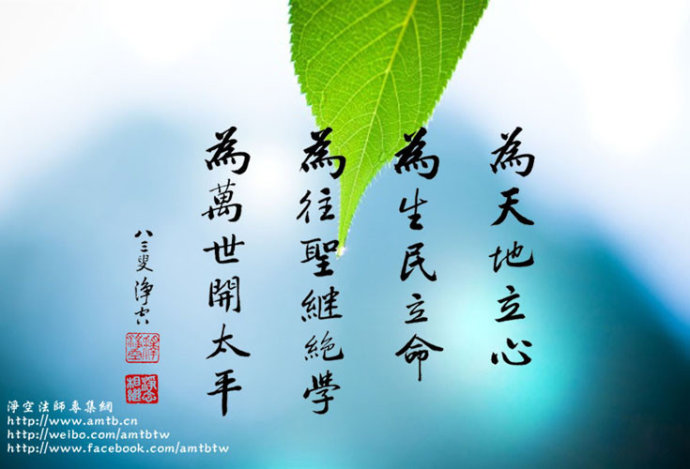 為天地立心
為生民立命
為往聖継絶學
為萬世開太平
八三叟淨空
淨空法師專集網
http://www.amtb.cn
http://weibo.com/amtbtw
http://www.facebook.com/amtbtw